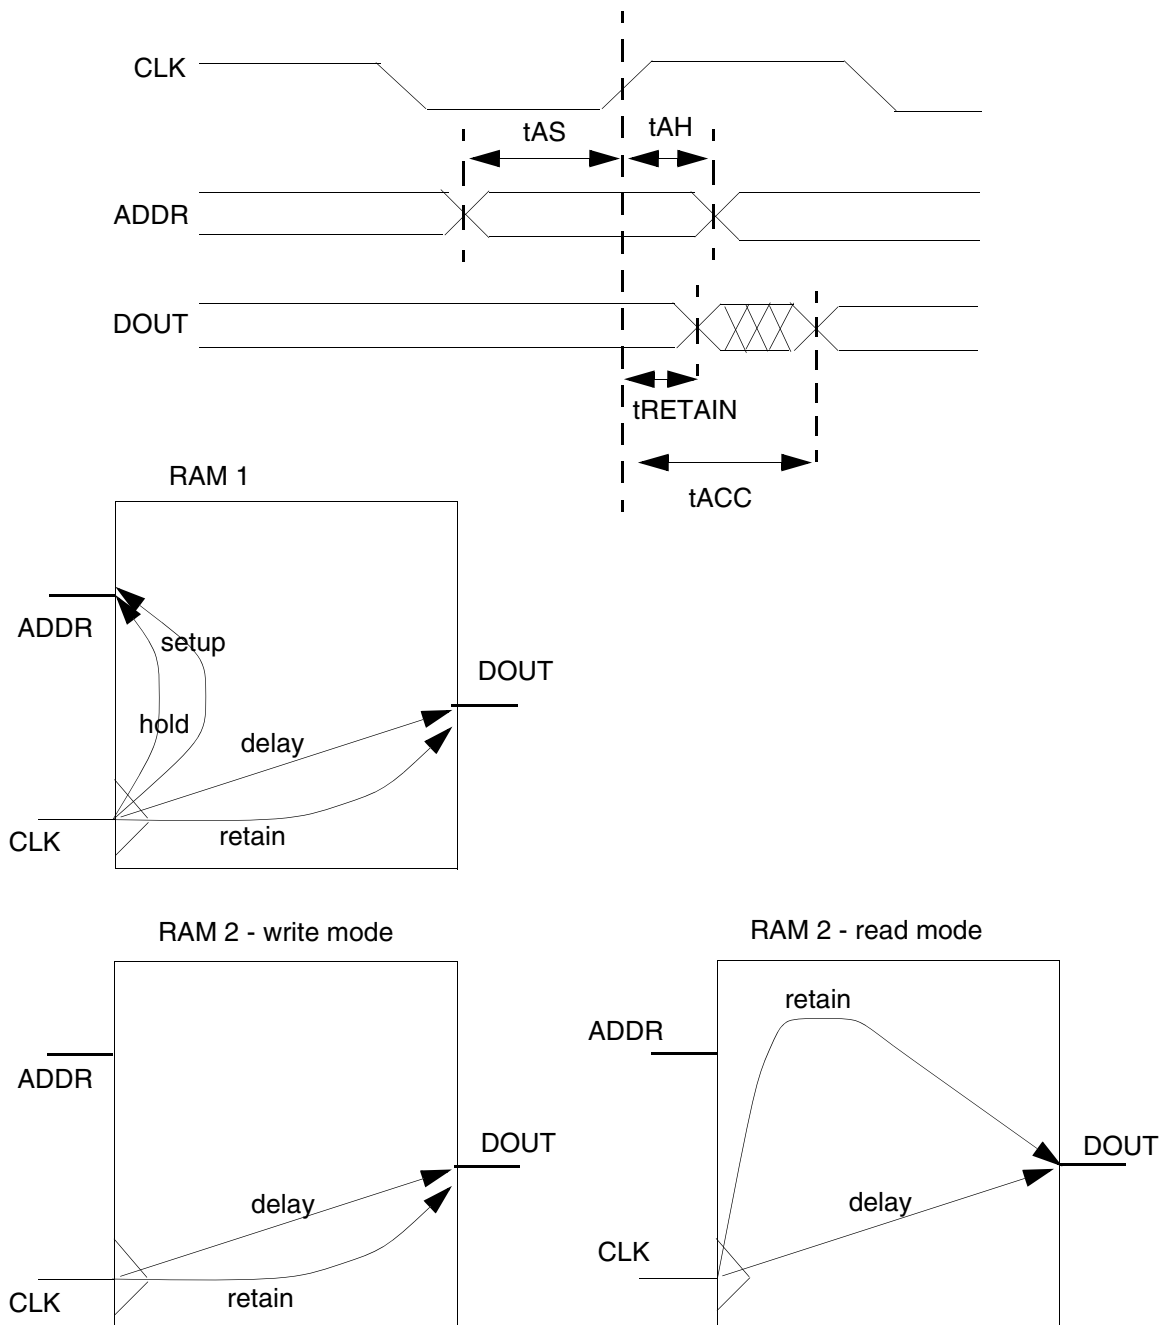 CLK
tAS
tAH
ADDR
DOUT
tRETAIN
tACC
RAM 1
ADDR
setup
DOUT
hold
delay
retain
CLK
RAM 2 - write mode
ADDR
DOUT
delay
retain
CLK
RAM 2 - read mode
retain
ADDR
DOUT
delay
CLK